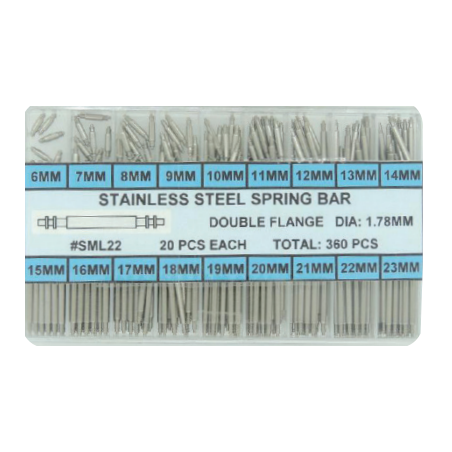 6MM 7MM 8MM 9MM 10MM 11MM 12MM 13MM 14MM
STAINLESS STEEL SPRING BAR
DOUBLE FLANGE DIA: 1.78MM
#SML22 20 PCS EACH TOTAL: 360 PCS
15MM 16MM 17MM 18MM 19MM 20MM 21MM 22MM 23MM